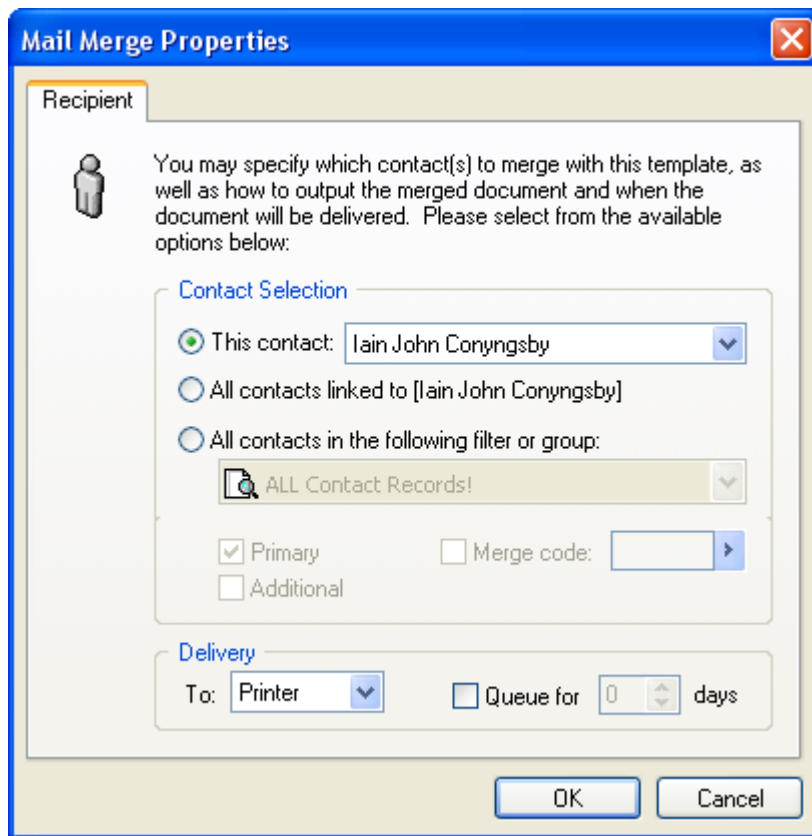 Mail Merge Properties
Recipient
You may specify which contact(s) to merge with this template, as
well as how to output the merged document and when the
document will be delivered. Please select from the available
options below:
Contact Selection
This contact: Iain John Conyngsby
All contacts linked to [Iain John Conyngsby]
All contacts in the following filter or group:
ALL Contact Records!
Primary Merge code:
Additional
Delivery
To: Printer Queue for 0 days
OK Cancel